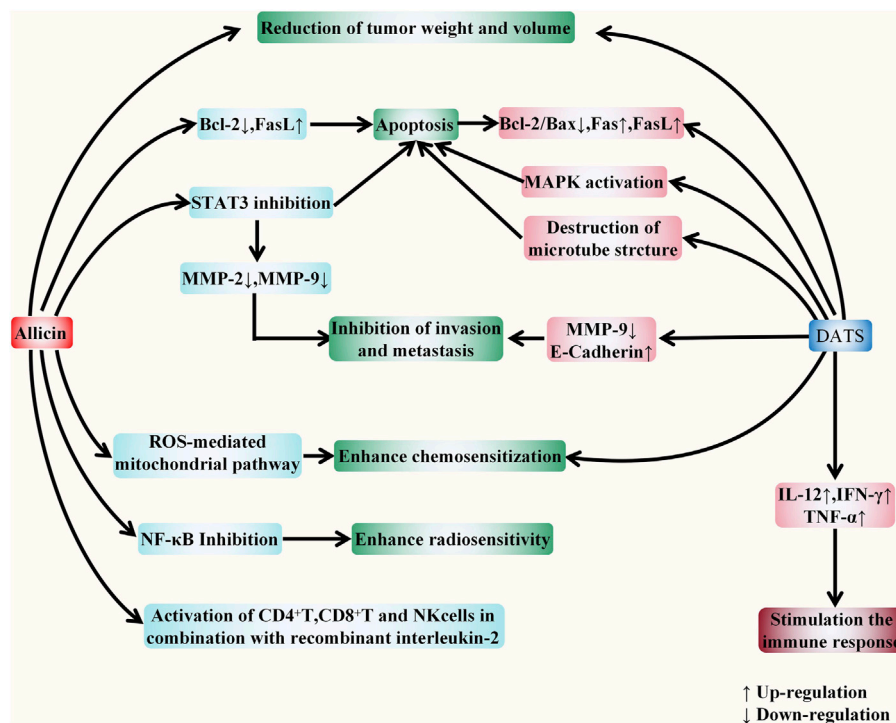 Reduction of tumor weight and volume
Bcl-2↓,FasL↑
Apoptosis
Bcl-2/Bax↓,Fas↑,FasL↑
MAPK activation
STAT3 inhibition
Destruction of
microtube strcture
MMP-2↓,MMP-9↓
Allicin
Inhibition of invasion
and metastasis
MMP-9↓
E-Cadherin↑
DATS
ROS-mediated
mitochondrial pathway
Enhance chemosensitization
IL-12↑,IFN-γ↑
TNF-α↑
NF-κB Inhibition
Enhance radiosensitivity
Activation of CD4⁺T,CD8⁺T and NKcells in
combination with recombinant interleukin-2
Stimulation the
immune response
↑ Up-regulation
↓ Down-regulation